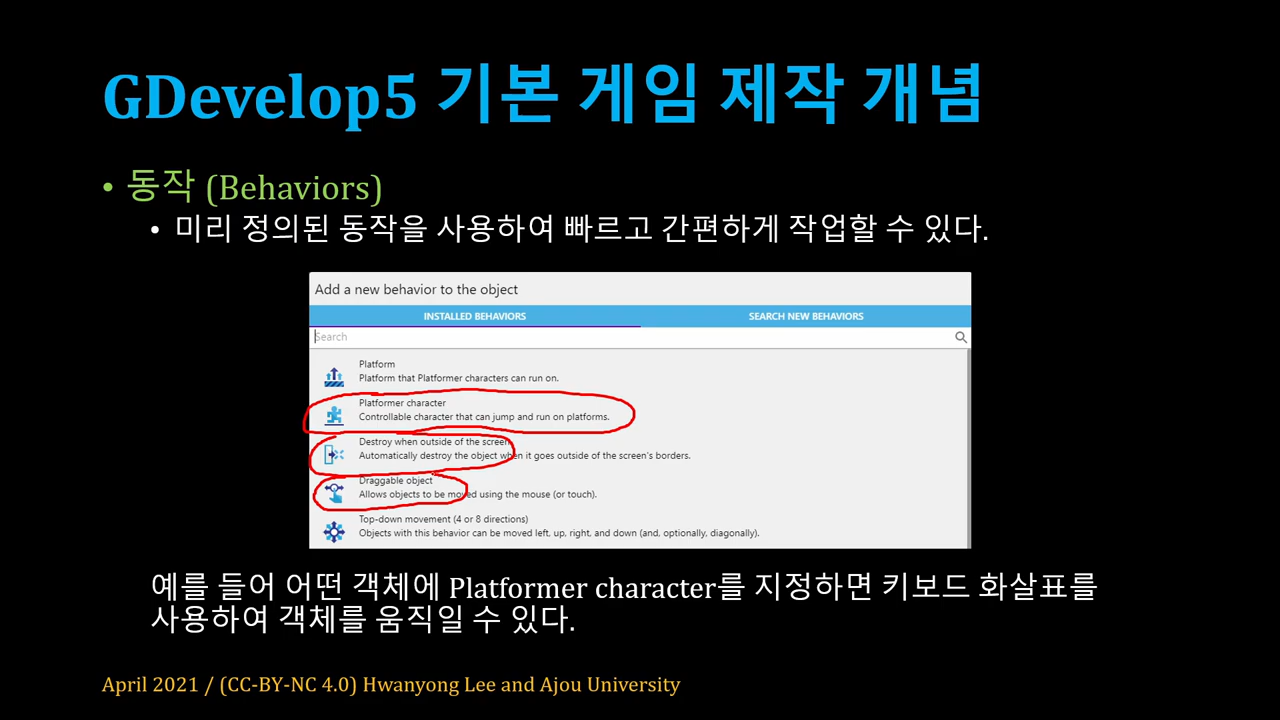 GDevelop5 기본 게임 제작 개념
• 동작 (Behaviors)
• 미리 정의된 동작을 사용하여 빠르고 간편하게 작업할 수 있다.
Add a new behavior to the object
INSTALLED BEHAVIORS
SEARCH NEW BEHAVIORS
Search
Platform
Platform that Platformer characters can run on.
Platformer character
Controllable character that can jump and run on platforms.
Destroy when outside of the screen
Automatically destroy the object when it goes outside of the screen's borders.
Draggable object
Allows objects to be moved using the mouse (or touch).
Top-down movement (4 or 8 directions)
Objects with this behavior can be moved left, up, right, and down (and, optionally, diagonally).
예를 들어 어떤 객체에 Platformer character를 지정하면 키보드 화살표를
사용하여 객체를 움직일 수 있다.
April 2021 / (CC-BY-NC 4.0) Hwanyong Lee and Ajou University